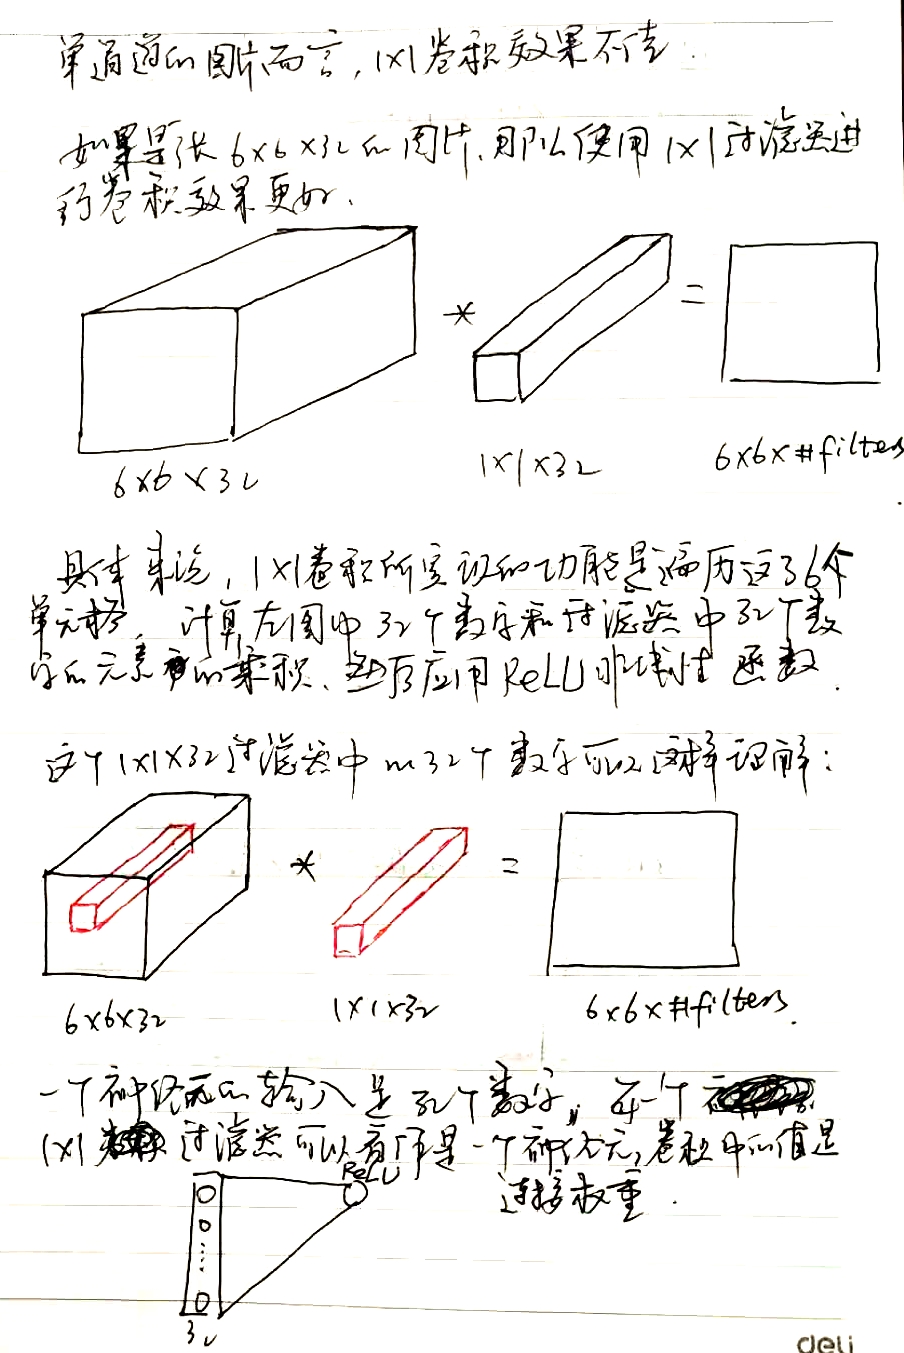 单通道的图片而言，1×1卷积效果不佳.
如果是一张6×6×32的图片，那么使用1×1过滤器进
行卷积效果更好.
* =
6×6×32 1×1×32 6×6×#filters
具体来说，1×1卷积所实现的功能是遍历这36个
单元格，计算左图中32个数字和过滤器中32个数
字的元素的乘积、然后应用ReLU非线性函数.
这个1×1×32过滤器中的32个数字可以这样理解：
* =
6×6×32 1×1×32 6×6×#filters.
一个神经元的输入是32个数字，每一个
1×1过滤器可以看作是一个神经元，卷积中的值是
连接权重.
ReLU
32
deli